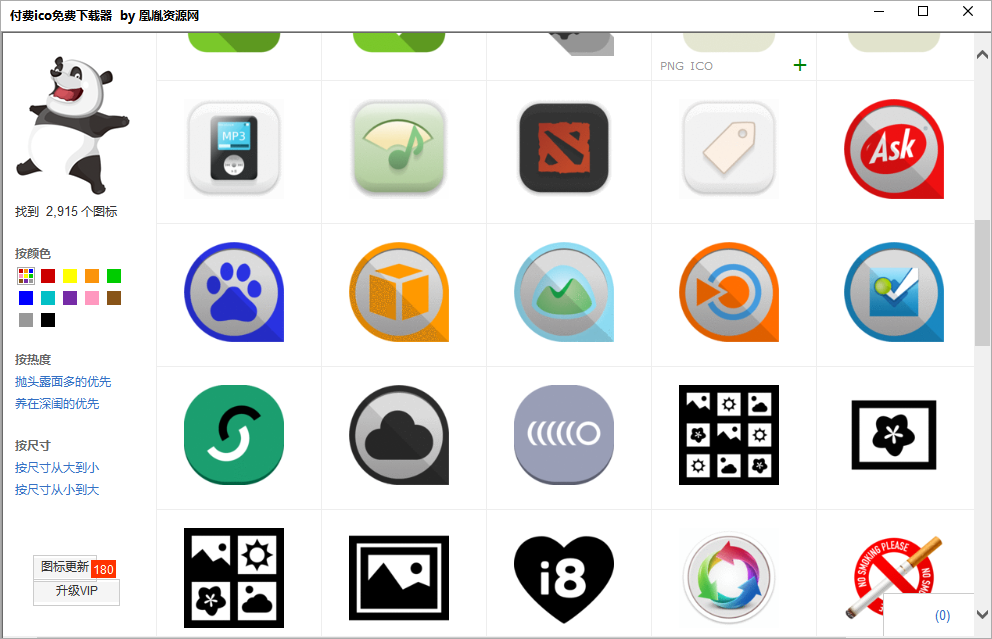 付费ico免费下载器 by 凰胤资源网
PNG ICO
找到 2,915 个图标
按颜色
按热度
抛头露面多的优先
养在深闺的优先
按尺寸
按尺寸从大到小
按尺寸从小到大
图标更新 180
升级VIP
MP3
Ask
i8
NO SMOKING PLEASE
(0)